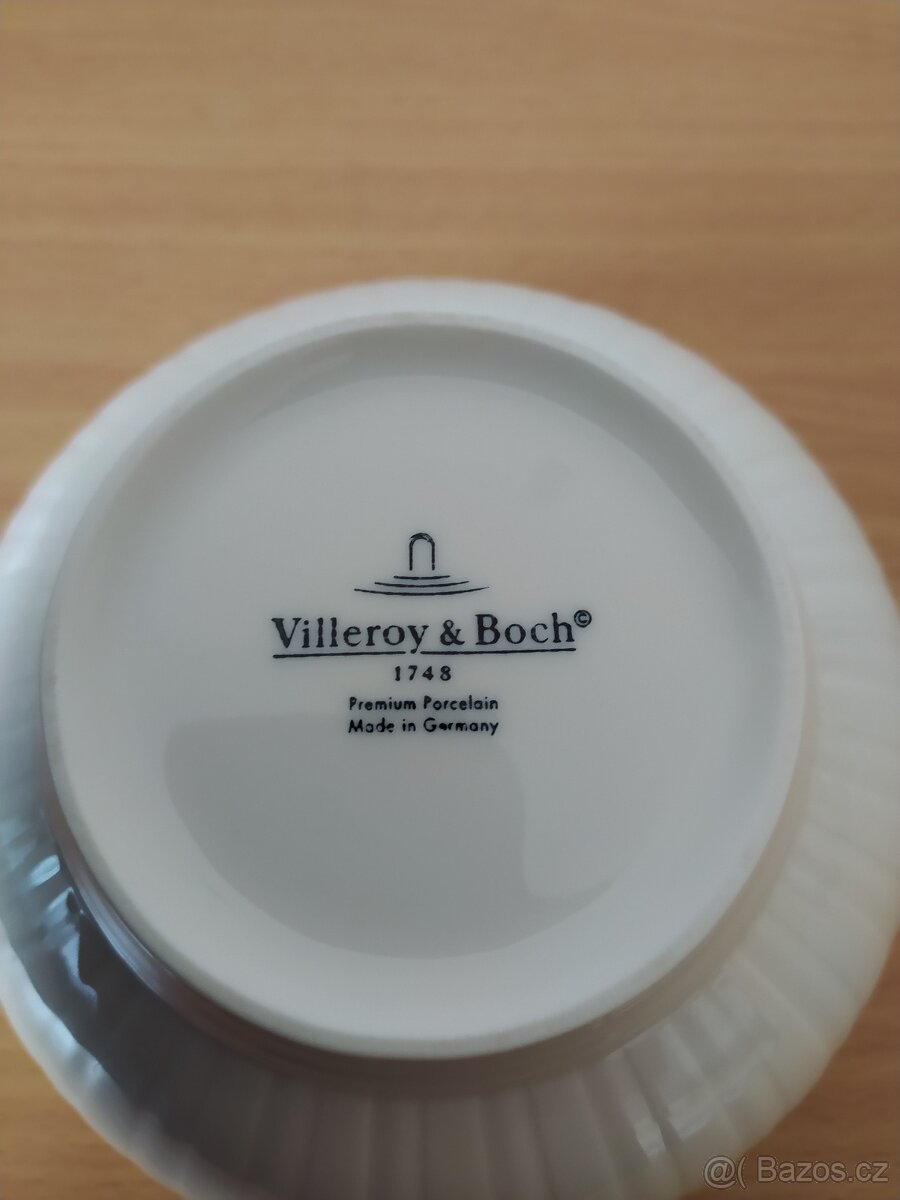 Villeroy & Boch©
1748
Premium Porcelain
Made in Germany
@( Bazos.cz